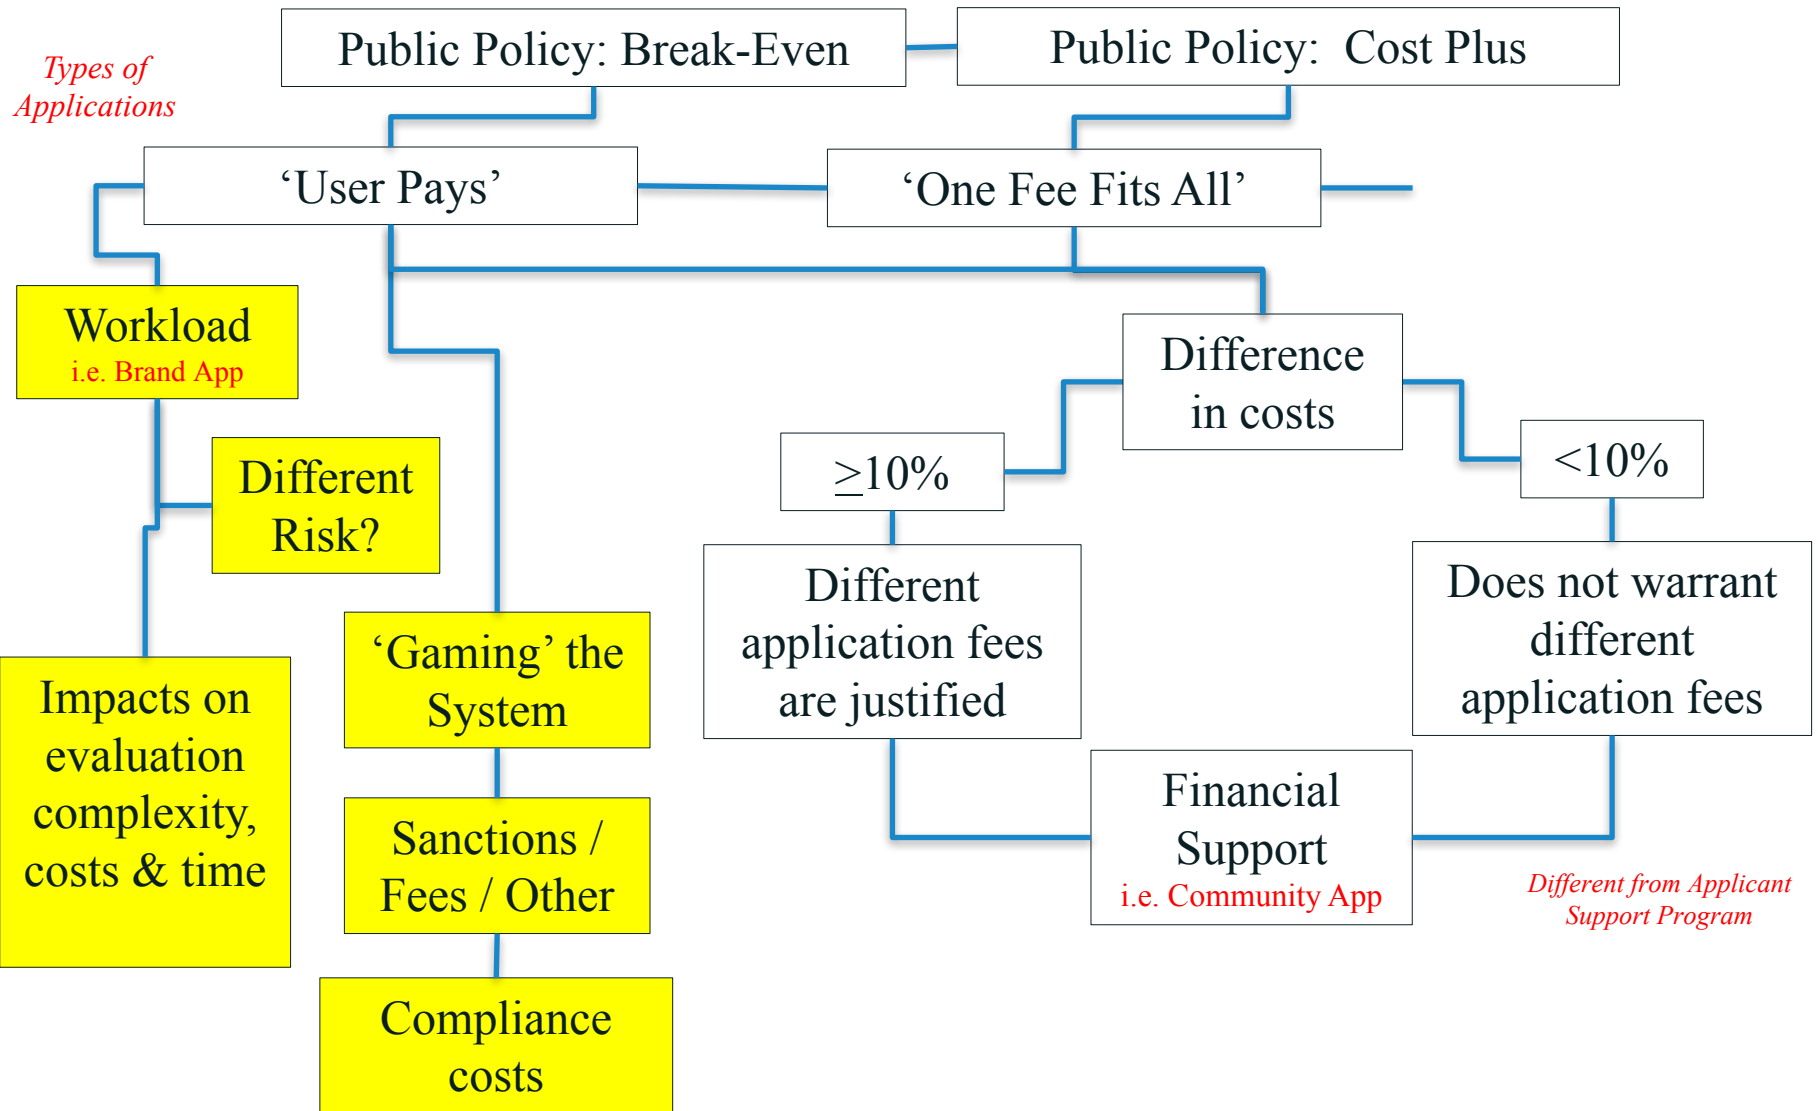 Public Policy: Break-Even
Public Policy:  Cost Plus
Types of
Applications
‘User Pays’
‘One Fee Fits All’
Workload
i.e. Brand App
Difference
in costs
Different
Risk?
≥10%
<10%
Different
application fees
are justified
Does not warrant
different
application fees
‘Gaming’ the
System
Impacts on
evaluation
complexity,
costs & time
Financial
Support
i.e. Community App
Sanctions /
Fees / Other
Different from Applicant
Support Program
Compliance
costs